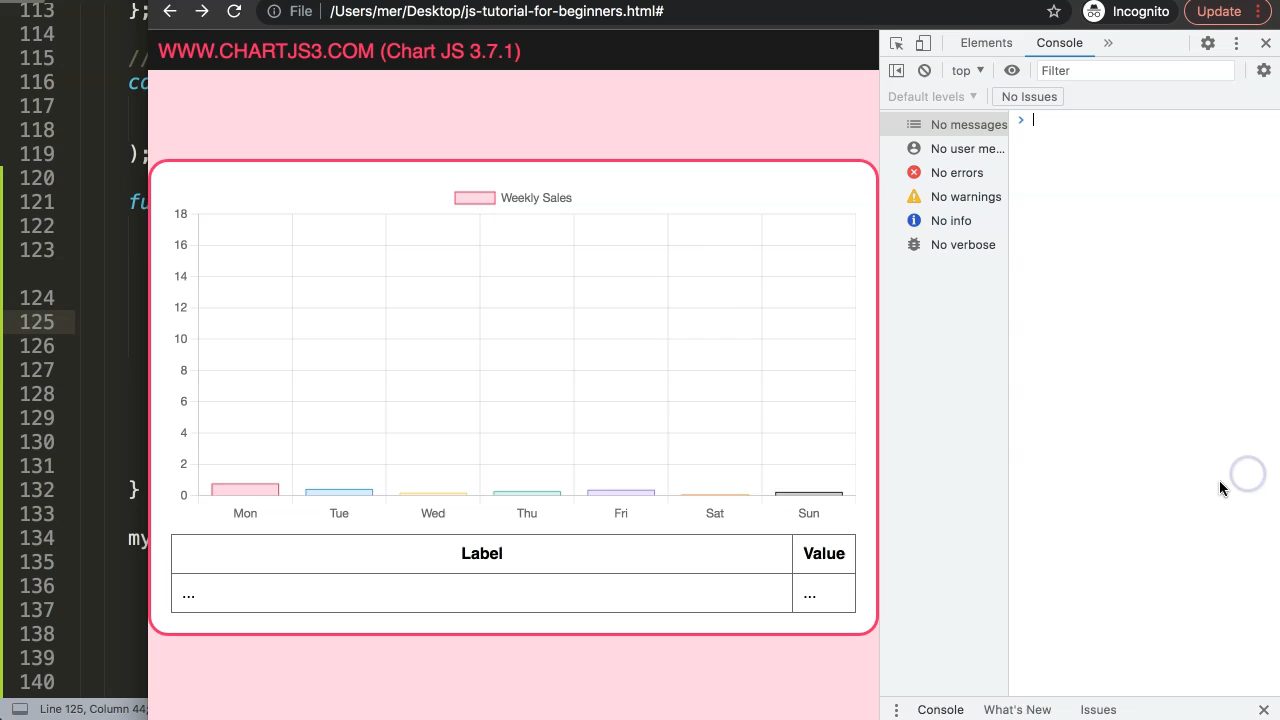 113
};
114
115
//
116
co
117
118
119
);
120
121
fu
122
123
124
125
126
127
128
129
130
131
132
}
133
134
my
135
136
137
138
139
140
Line 125, Column 44;
File
/Users/mer/Desktop/js-tutorial-for-beginners.html#
Incognito
Update
WWW.CHARTJS3.COM (Chart JS 3.7.1)
Weekly Sales
18
16
14
12
10
8
6
4
2
0
Mon Tue Wed Thu Fri Sat Sun
Label Value
... ...
Elements Console
top
Filter
Default levels
No Issues
No messages
No user me...
No errors
No warnings
No info
No verbose
>
Console What's New Issues